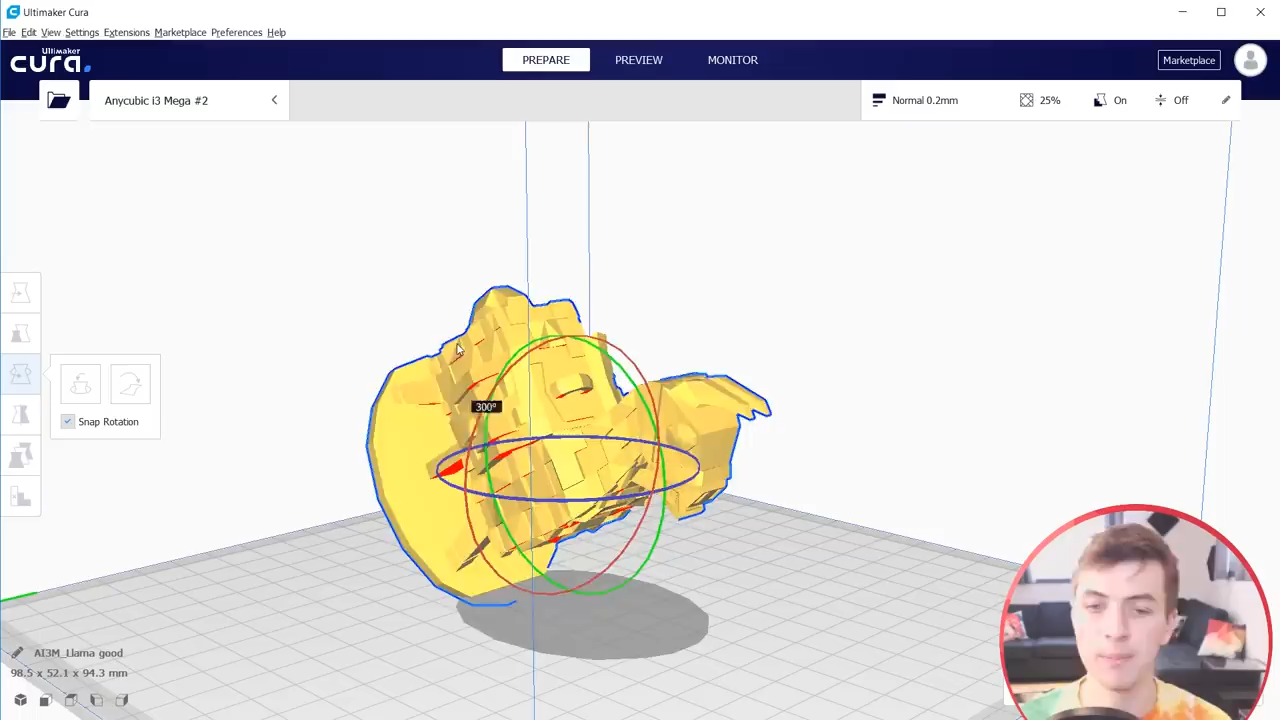 Ultimaker Cura
File Edit View Settings Extensions Marketplace Preferences Help
Ultimaker
cura.
PREPARE
PREVIEW
MONITOR
Marketplace
Anycubic i3 Mega #2
Normal 0.2mm
25%
On
Off
Snap Rotation
300°
AI3M_Llama good
98.5 x 52.1 x 94.3 mm